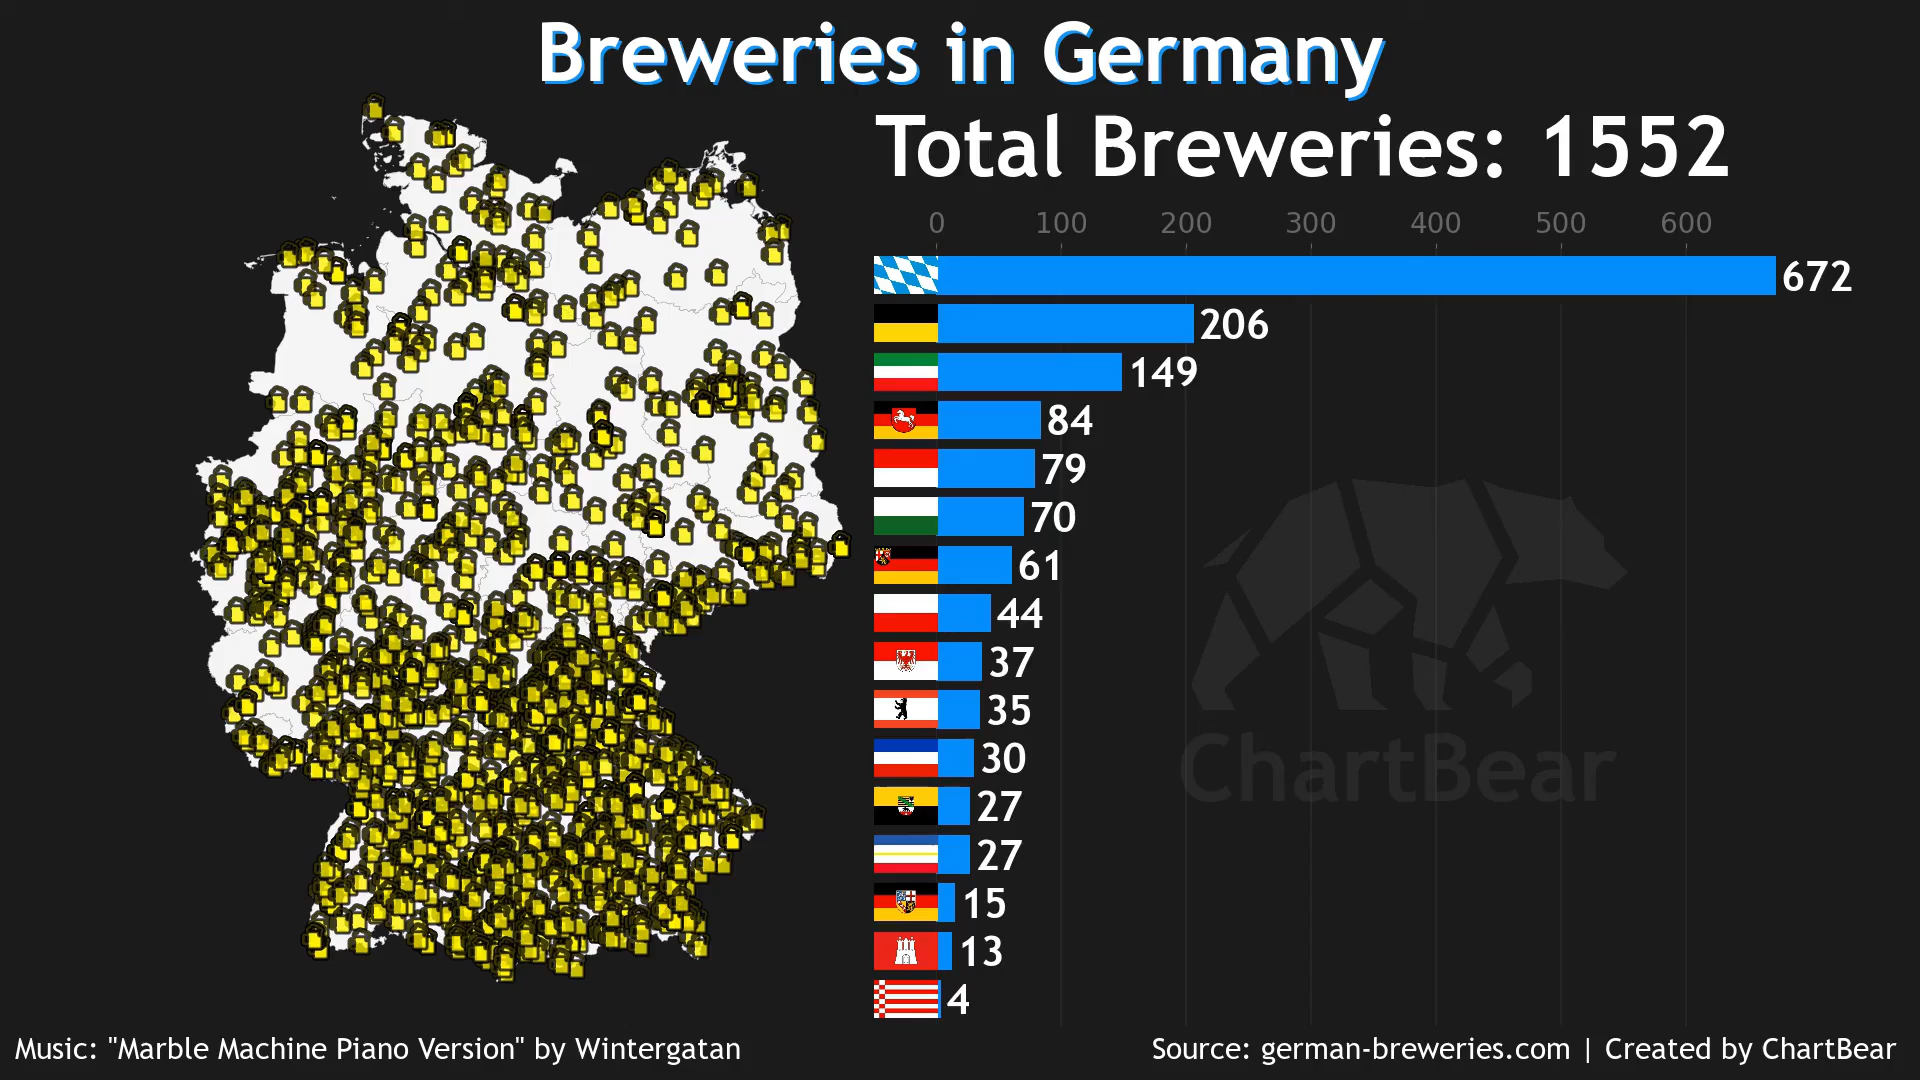 Breweries in Germany
Total Breweries: 1552
0 100 200 300 400 500 600
672
206
149
84
79
70
61
44
37
35
30
27
27
15
13
4
ChartBear
Music: "Marble Machine Piano Version" by Wintergatan
Source: german-breweries.com | Created by ChartBear